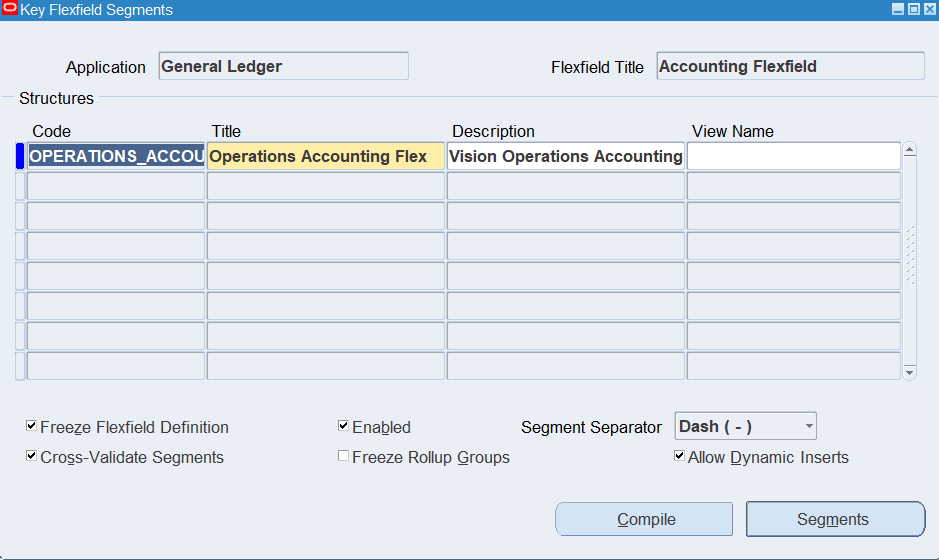 Key Flexfield Segments
Application General Ledger Flexfield Title Accounting Flexfield
Structures
Code Title Description View Name
OPERATIONS_ACCOU Operations Accounting Flex Vision Operations Accounting
Freeze Flexfield Definition Enabled Segment Separator Dash ( - )
Cross-Validate Segments Freeze Rollup Groups Allow Dynamic Inserts
Compile Segments